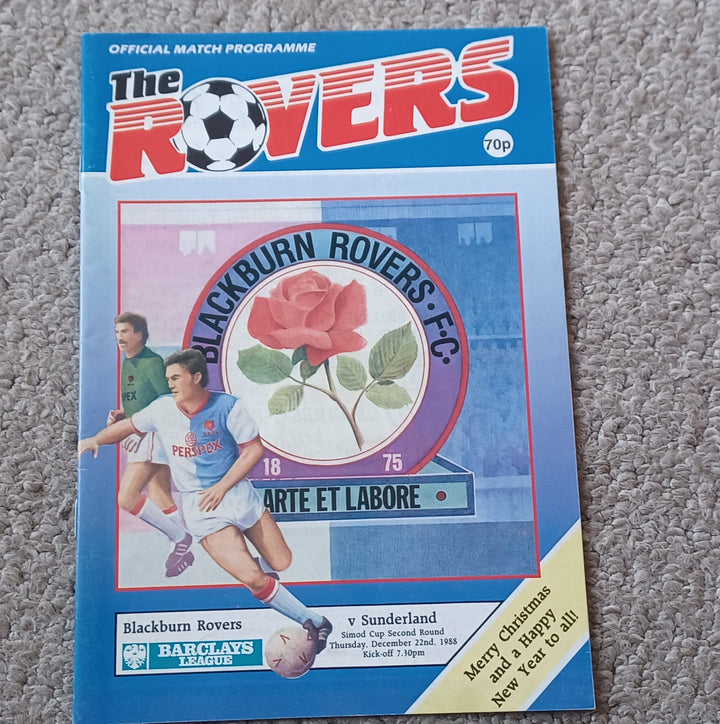 OFFICIAL MATCH PROGRAMME
The
ROVERS
70p
BLACKBURN ROVERS·F·C·
18 75
ARTE ET LABORE
PEX
PERSPEX
Blackburn Rovers
BARCLAYS
LEAGUE
v Sunderland
Simod Cup Second Round
Thursday, December 22nd, 1988
Kick-off 7.30pm
Merry Christmas
and a Happy
New Year to all!